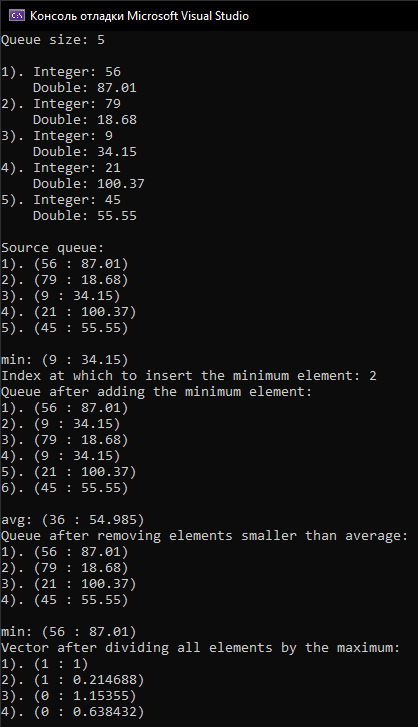 Консоль отладки Microsoft Visual Studio
Queue size: 5
1). Integer: 56
Double: 87.01
2). Integer: 79
Double: 18.68
3). Integer: 9
Double: 34.15
4). Integer: 21
Double: 100.37
5). Integer: 45
Double: 55.55
Source queue:
1). (56 : 87.01)
2). (79 : 18.68)
3). (9 : 34.15)
4). (21 : 100.37)
5). (45 : 55.55)
min: (9 : 34.15)
Index at which to insert the minimum element: 2
Queue after adding the minimum element:
1). (56 : 87.01)
2). (9 : 34.15)
3). (79 : 18.68)
4). (9 : 34.15)
5). (21 : 100.37)
6). (45 : 55.55)
avg: (36 : 54.985)
Queue after removing elements smaller than average:
1). (56 : 87.01)
2). (79 : 18.68)
3). (21 : 100.37)
4). (45 : 55.55)
min: (56 : 87.01)
Vector after dividing all elements by the maximum:
1). (1 : 1)
2). (1 : 0.214688)
3). (0 : 1.15355)
4). (0 : 0.638432)